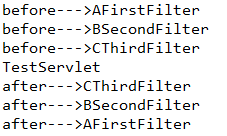 before--->AFirstFilter
before--->BSecondFilter
before--->CThirdFilter
TestServlet
after--->CThirdFilter
after--->BSecondFilter
after--->AFirstFilter